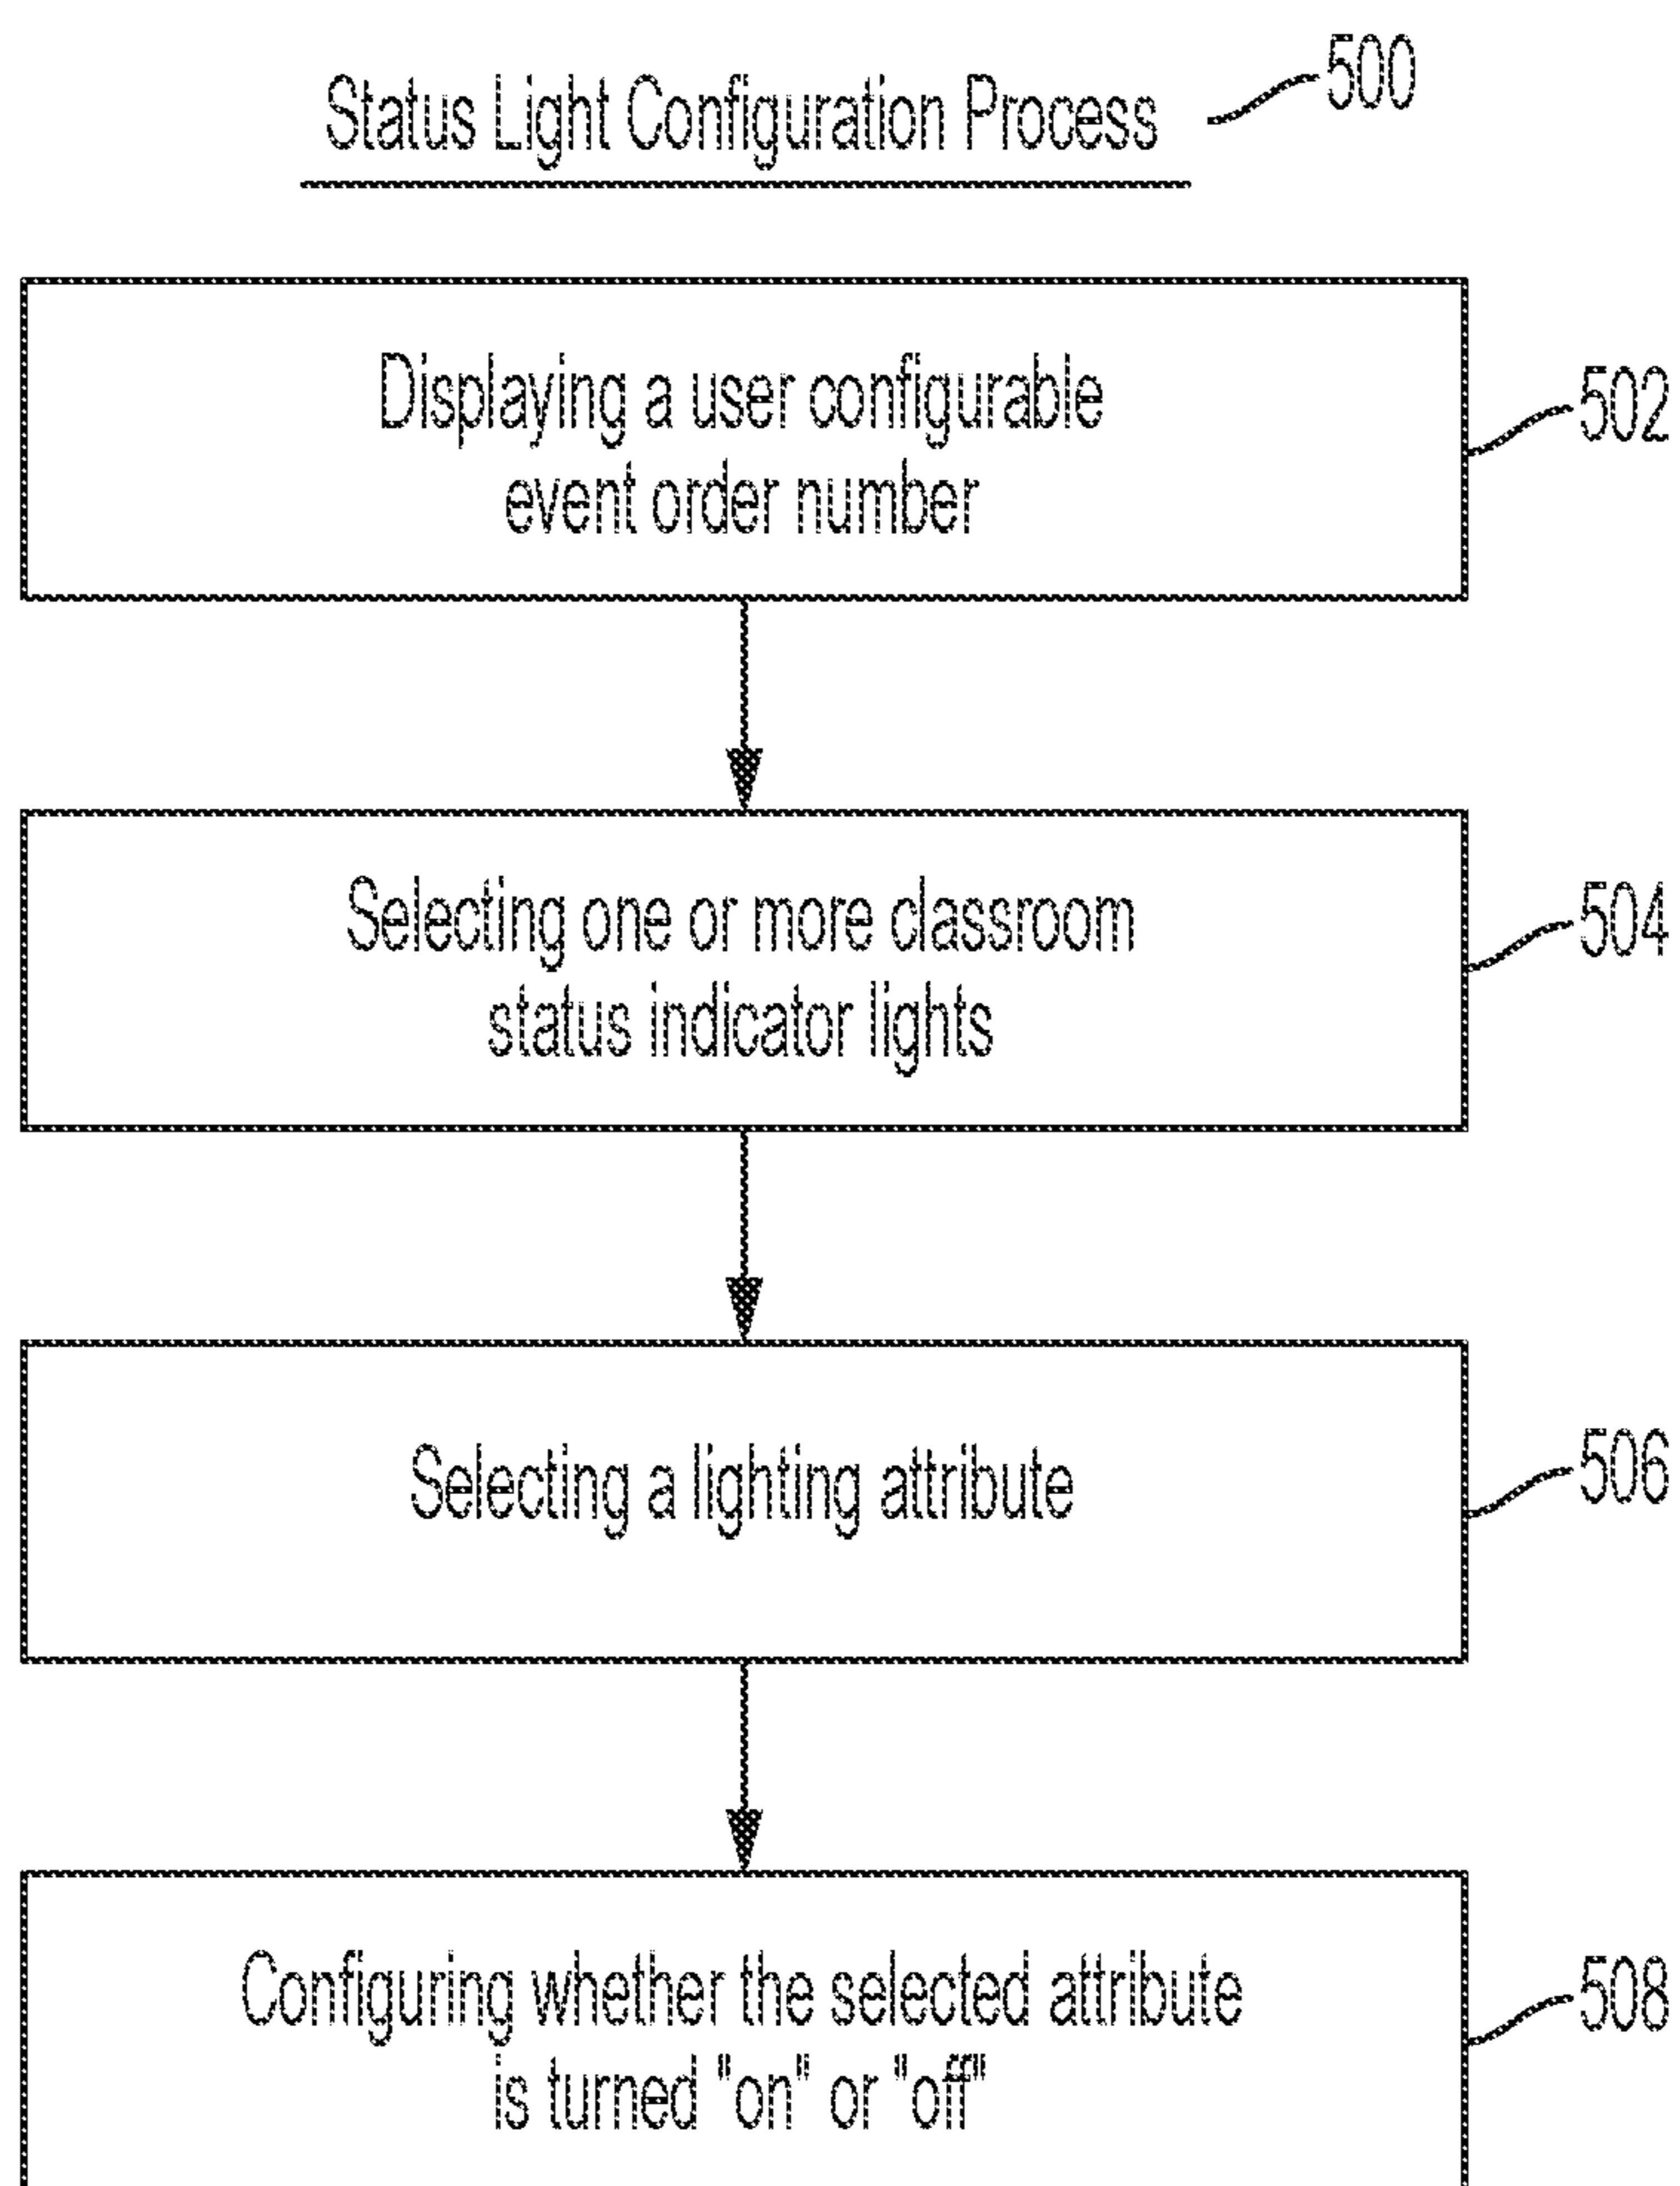 Status Light Configuration Process 500
Displaying a user configurable
event order number
502
Selecting one or more classroom
status indicator lights
504
Selecting a lighting attribute
506
Configuring whether the selected attribute
is turned "on" or "off"
508